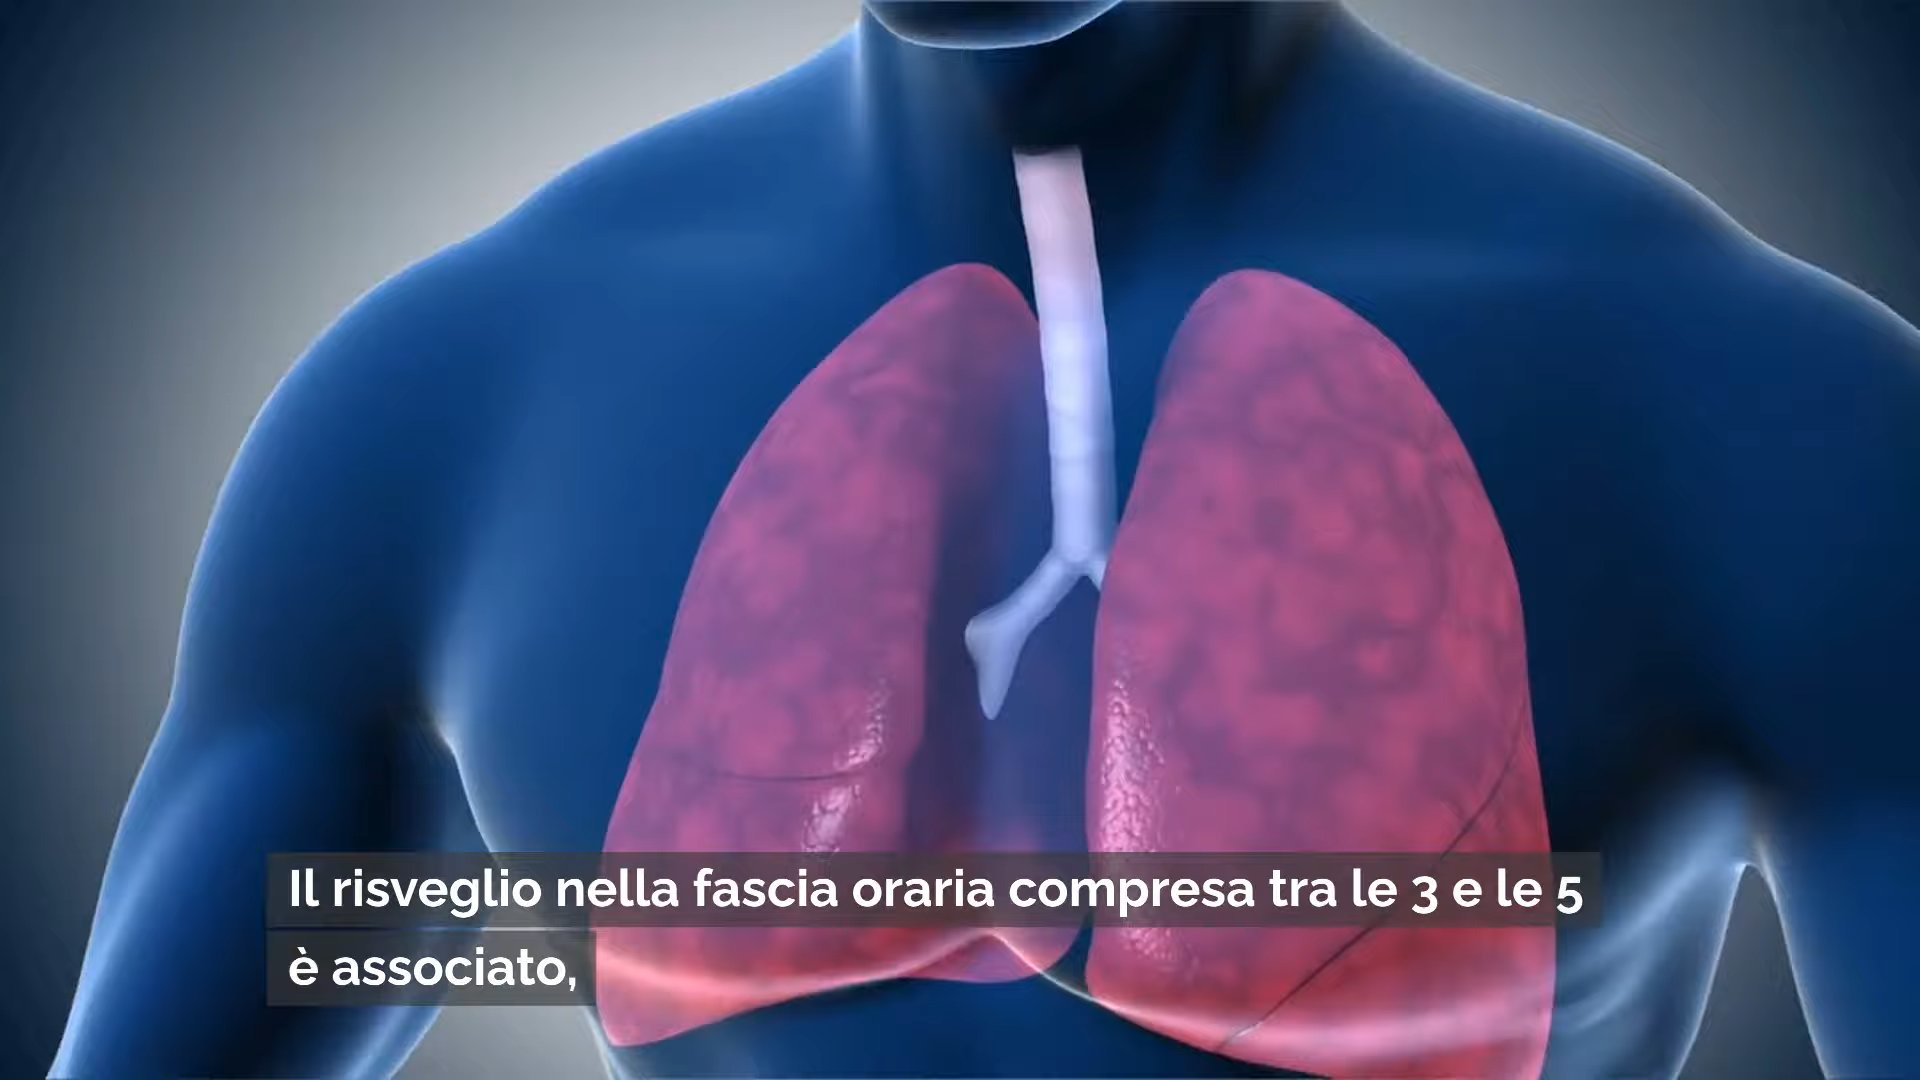 Il risveglio nella fascia oraria compresa tra le 3 e le 5
è associato,